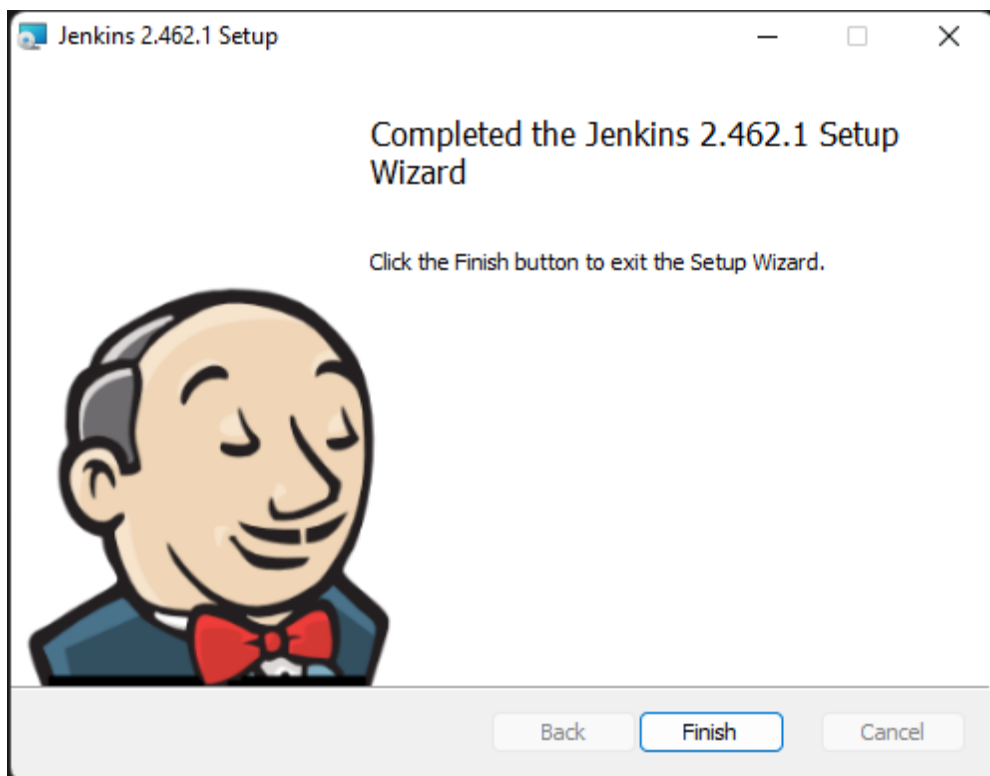 Jenkins 2.462.1 Setup
Completed the Jenkins 2.462.1 Setup
Wizard
Click the Finish button to exit the Setup Wizard.
Back
Finish
Cancel